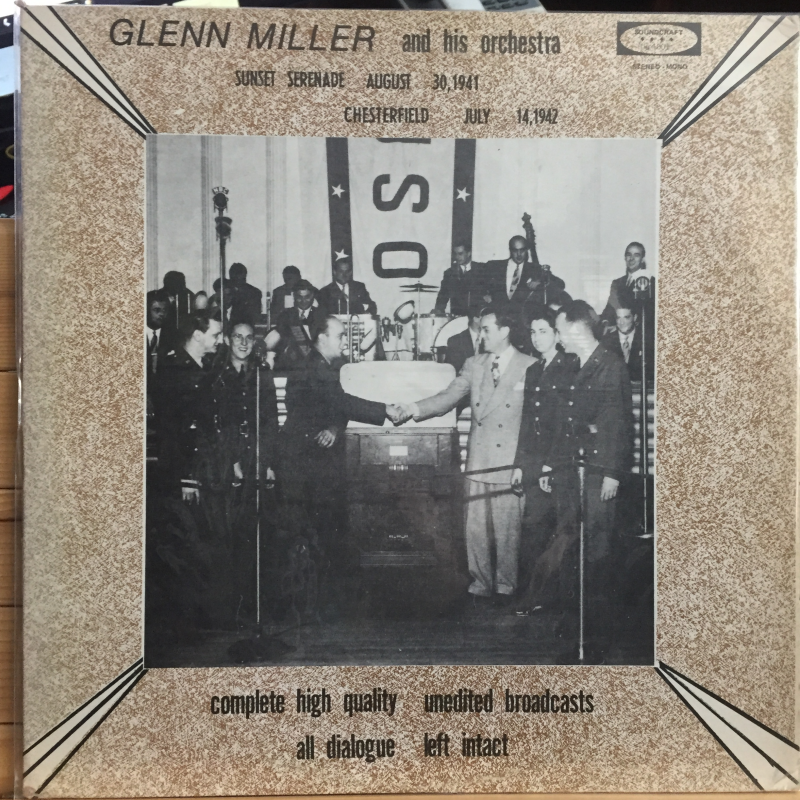 GLENN MILLER and his orchestra
SOUNDCRAFT
STEREO - MONO
SUNSET SERENADE AUGUST 30,1941
CHESTERFIELD JULY 14,1942
USO
complete high quality unedited broadcasts
all dialogue left intact